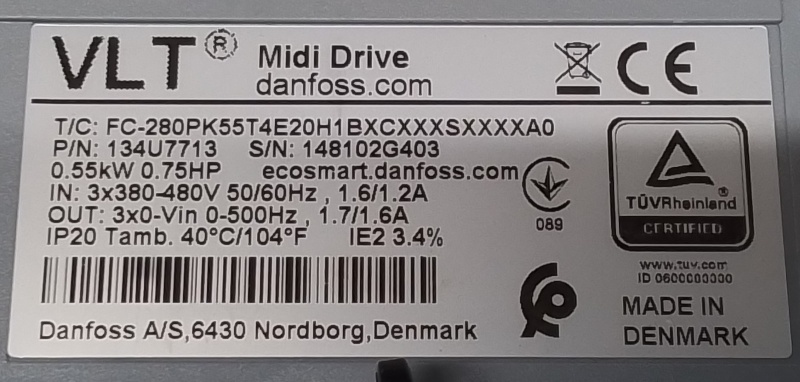 VLT® Midi Drive
danfoss.com
CE
T/C: FC-280PK55T4E20H1BXCXXXSXXXXA0
P/N: 134U7713 S/N: 148102G403
0.55kW 0.75HP ecosmart.danfoss.com
IN: 3x380-480V 50/60Hz , 1.6/1.2A
OUT: 3x0-Vin 0-500Hz , 1.7/1.6A
IP20 Tamb. 40°C/104°F IE2 3.4%
089
TÜVRheinland®
CERTIFIED
www.tuv.com
ID 0600000000
Danfoss A/S,6430 Nordborg,Denmark
MADE IN
DENMARK